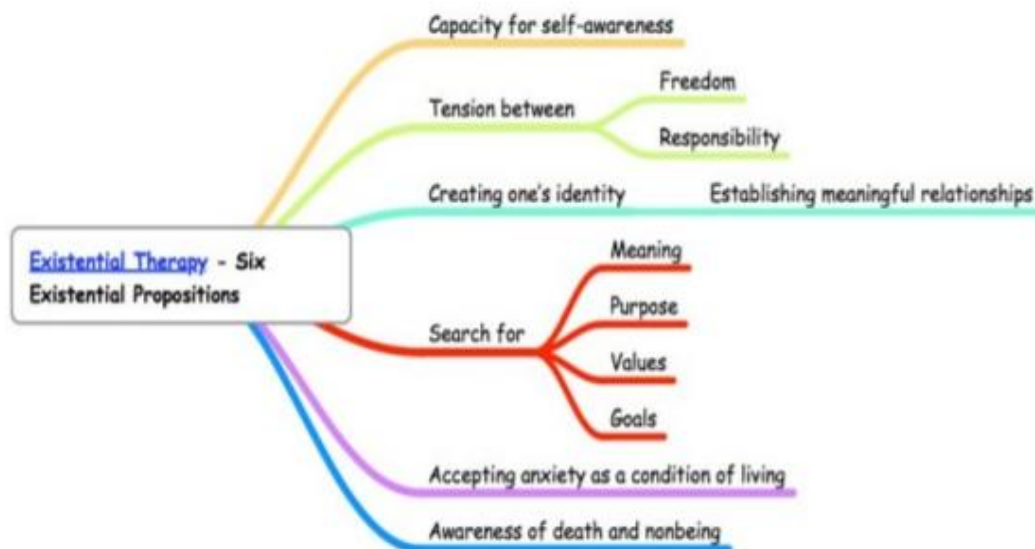 Capacity for self-awareness
Tension between
Freedom
Responsibility
Creating one's identity
Establishing meaningful relationships
Existential Therapy - Six
Existential Propositions
Search for
Meaning
Purpose
Values
Goals
Accepting anxiety as a condition of living
Awareness of death and nonbeing